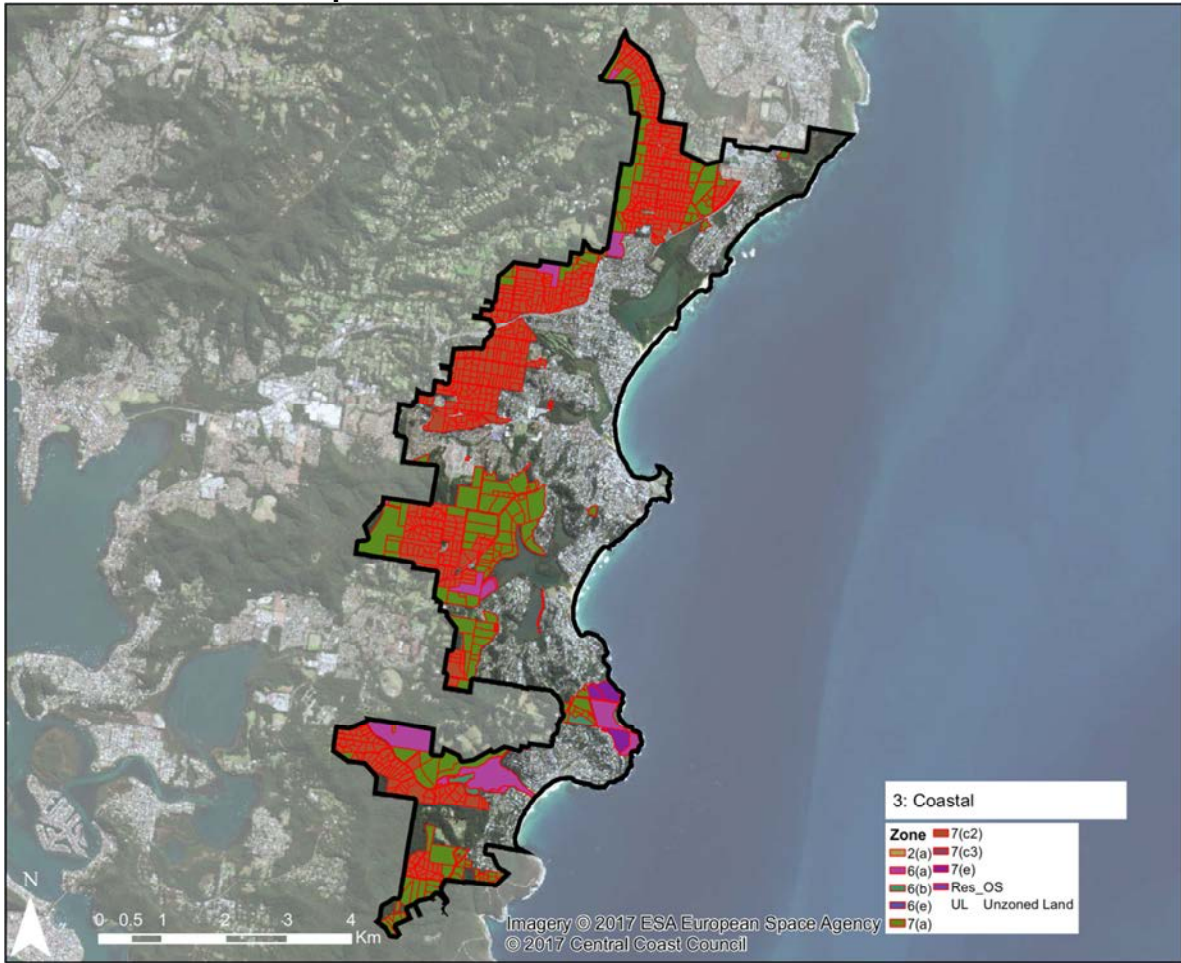 N
0 0.5 1 2 3 4
Km
Imagery © 2017 ESA European Space Agency
© 2017 Central Coast Council
3: Coastal
Zone
2(a)
6(a)
6(b)
6(e)
7(a)
7(c2)
7(c3)
7(e)
Res_OS
UL Unzoned Land